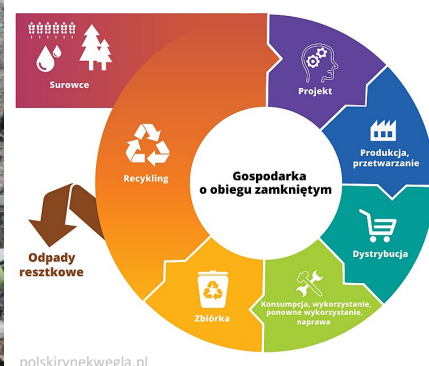 Surowce
Projekt
Produkcja,
przetwarzanie
Recykling
Gospodarka
o obiegu zamkniętym
Dystrybucja
Odpady
resztkowe
Zbiórka
Konsumpcja, wykorzystanie,
ponowne wykorzystanie,
naprawa
polskirynekwegla.pl